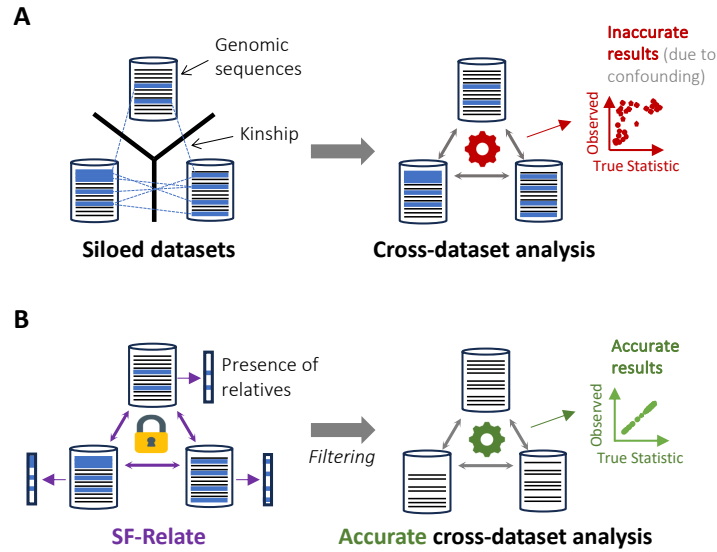 A
Genomic
sequences
Kinship
Siloed datasets
Cross-dataset analysis
Inaccurate
results (due to
confounding)
Observed
True Statistic
B
Presence of
relatives
SF-Relate
Filtering
Accurate cross-dataset analysis
Accurate
results
Observed
True Statistic